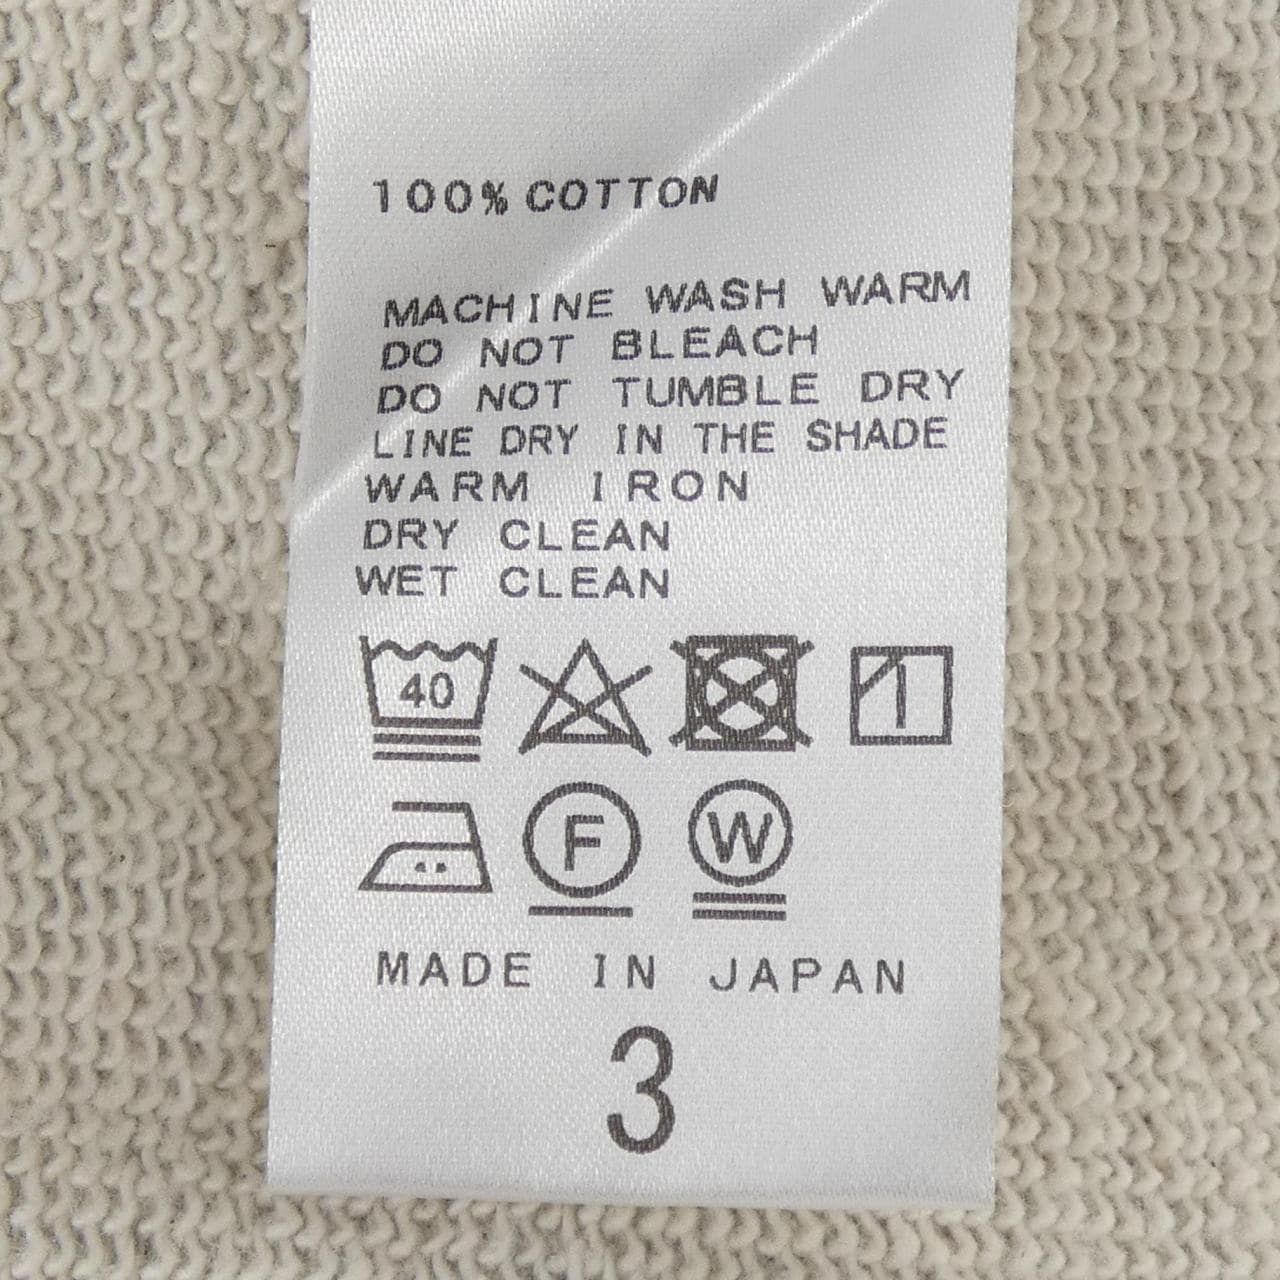 100% COTTON
MACHINE WASH WARM
DO NOT BLEACH
DO NOT TUMBLE DRY
LINE DRY IN THE SHADE
WARM IRON
DRY CLEAN
WET CLEAN
40
F W
MADE IN JAPAN
3